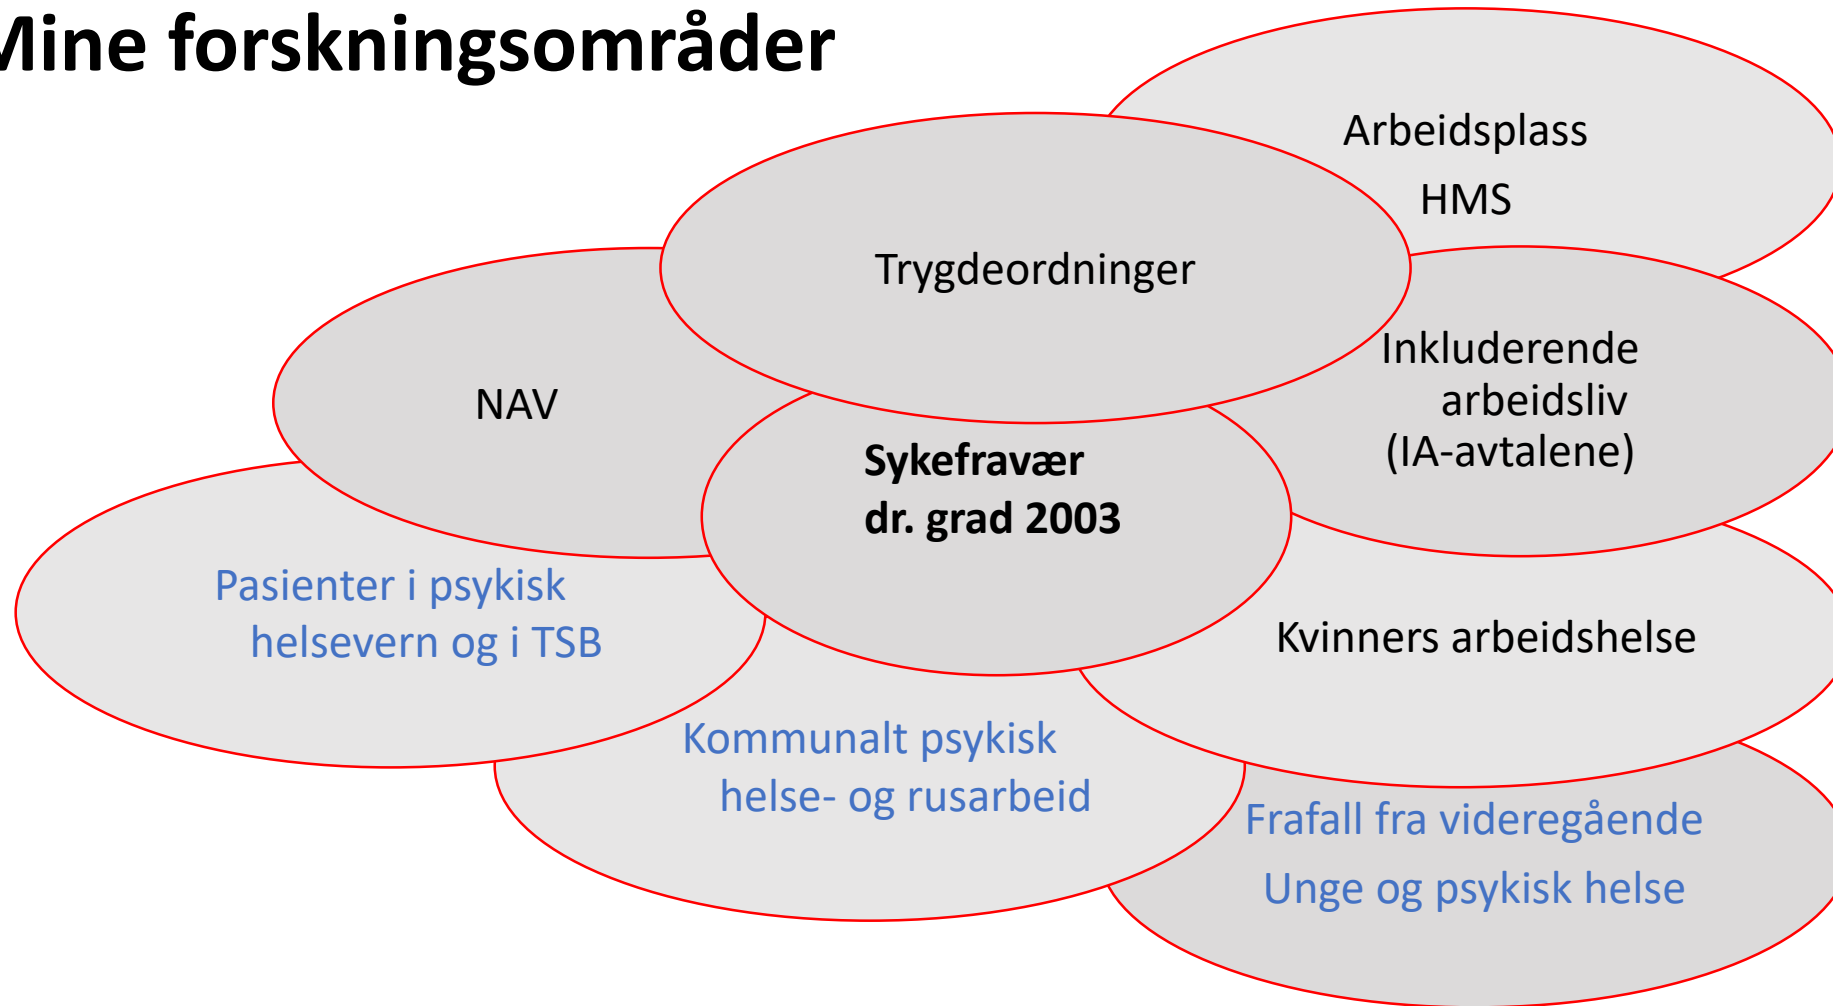 Mine forskningsområder
Arbeidsplass
HMS
Trygdeordninger
Inkluderende
arbeidsliv
(IA-avtalene)
NAV
Sykefravær
dr. grad 2003
Pasienter i psykisk
helsevern og i TSB
Kvinners arbeidshelse
Kommunalt psykisk
helse- og rusarbeid
Frafall fra videregående
Unge og psykisk helse